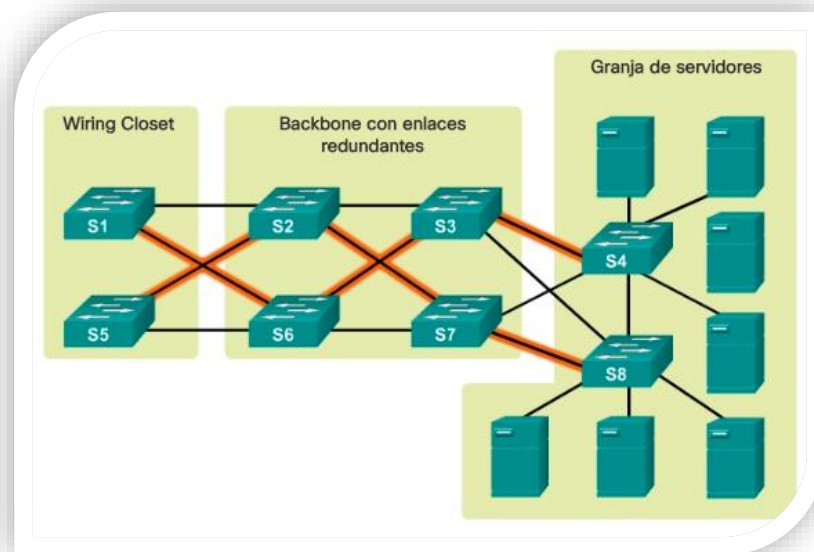 Granja de servidores
Wiring Closet
Backbone con enlaces
redundantes
S1
S2
S3
S4
S5
S6
S7
S8